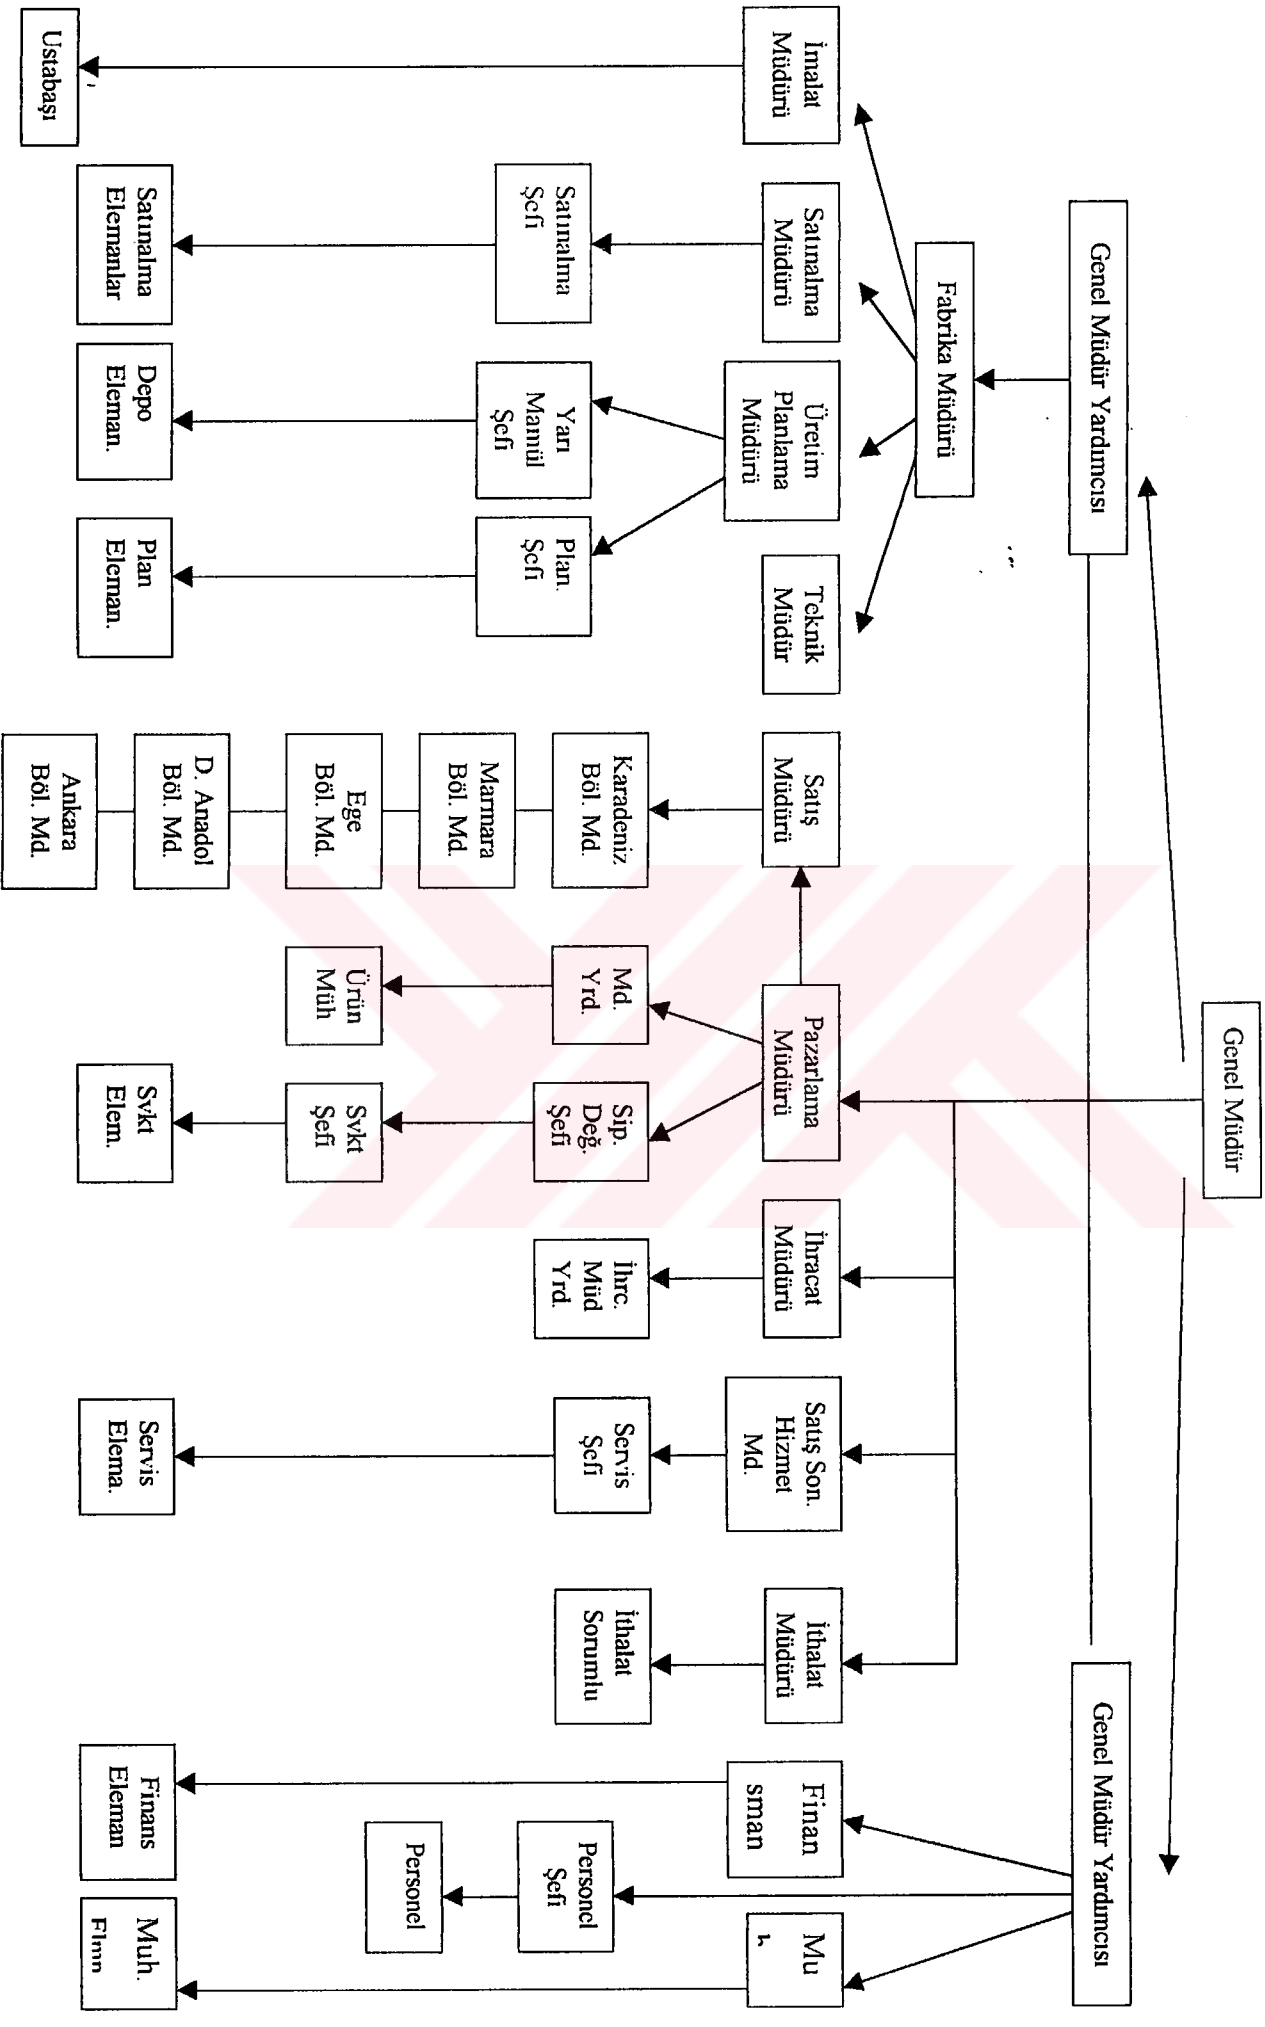 Genel Müdür
Genel Müdür Yardımcısı
Genel Müdür Yardımcısı
Fabrika Müdürü
İmalat
Müdürü
Satınalma
Müdürü
Üretim
Planlama
Müdürü
Teknik
Müdür
Satış
Müdürü
Pazarlama
Müdürü
İhracat
Müdürü
Satış Son.
Hizmet
Md.
İthalat
Müdürü
Finan
sman
Mu
Satınalma
Şefi
Yarı
Mamül
Şefi
Plan.
Şefi
Karadeniz
Böl. Md.
Md.
Yrd.
Sip.
Değ.
Şefi
İhrc.
Müd
Yrd.
Servis
Şefi
İthalat
Sorumlu
Personel
Şefi
Marmara
Böl. Md.
Ege
Böl. Md.
Ürün
Müh
Svkt
Şefi
Personel
D. Anadol
Böl. Md.
Ankara
Böl. Md.
Ustabaşı
Satınalma
Elemanlar
Depo
Eleman.
Plan
Eleman.
Svkt
Elem.
Servis
Elema.
Finans
Eleman
Muh.